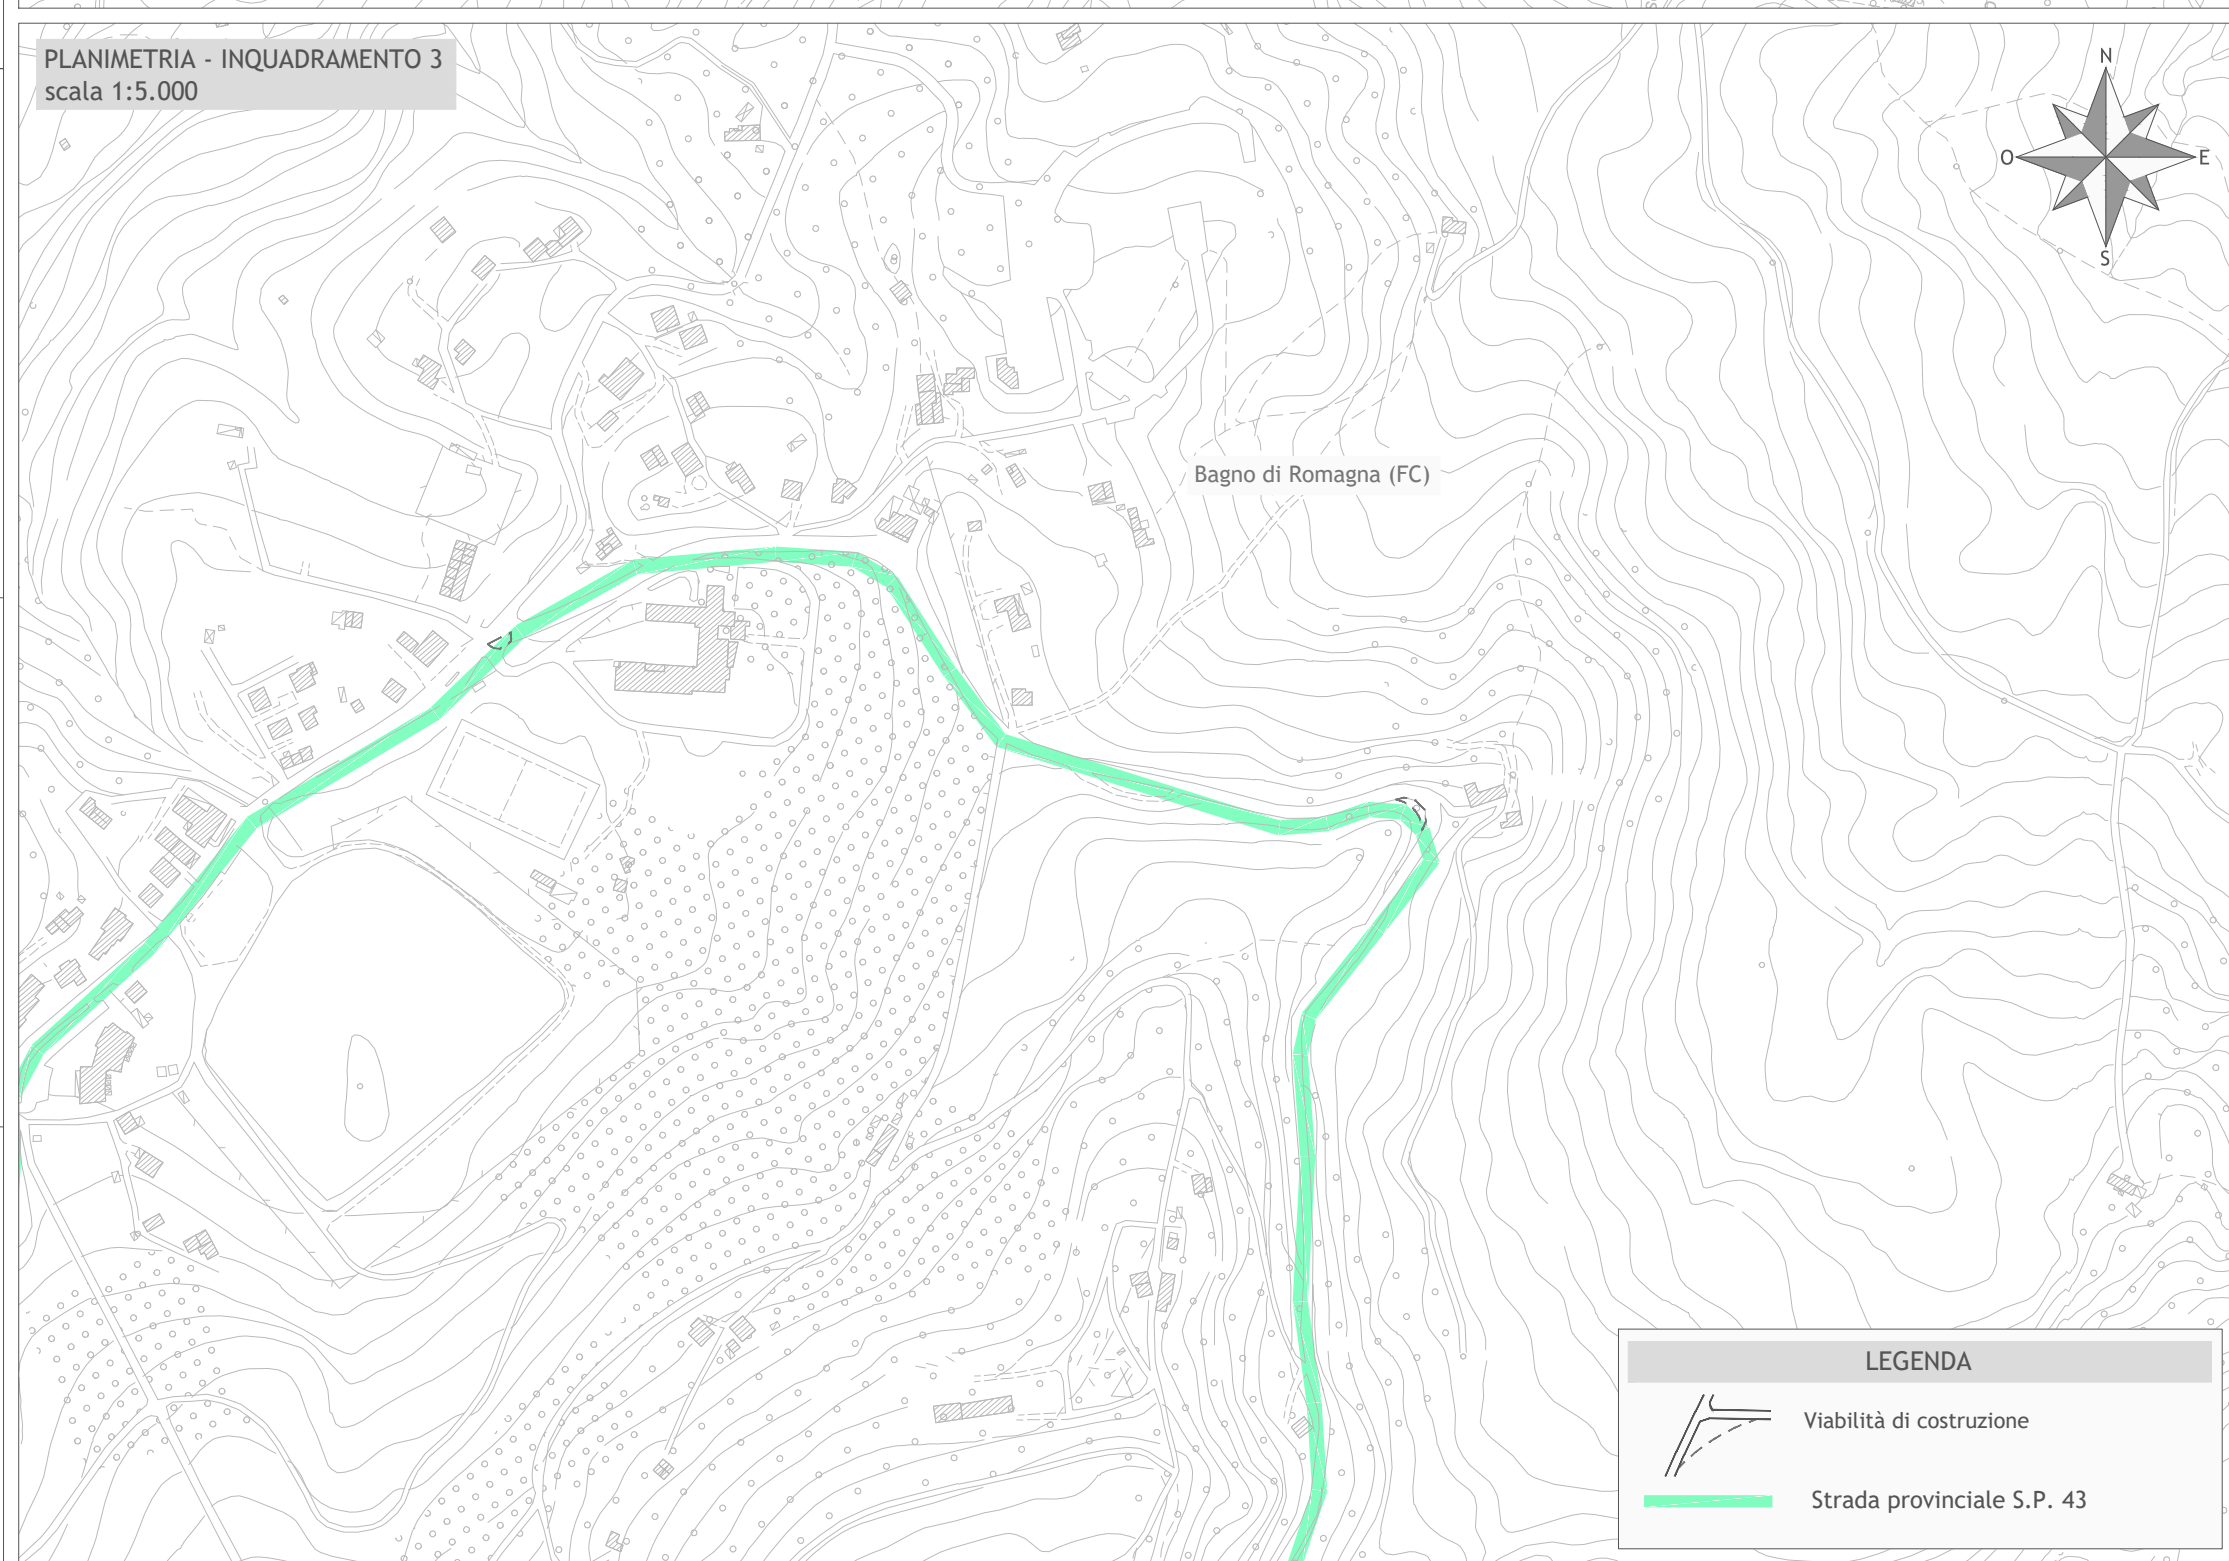 PLANIMETRIA - INQUADRAMENTO 3
scala 1:5.000
N
O
E
S
Bagno di Romagna (FC)
LEGENDA
Viabilità di costruzione
Strada provinciale S.P. 43